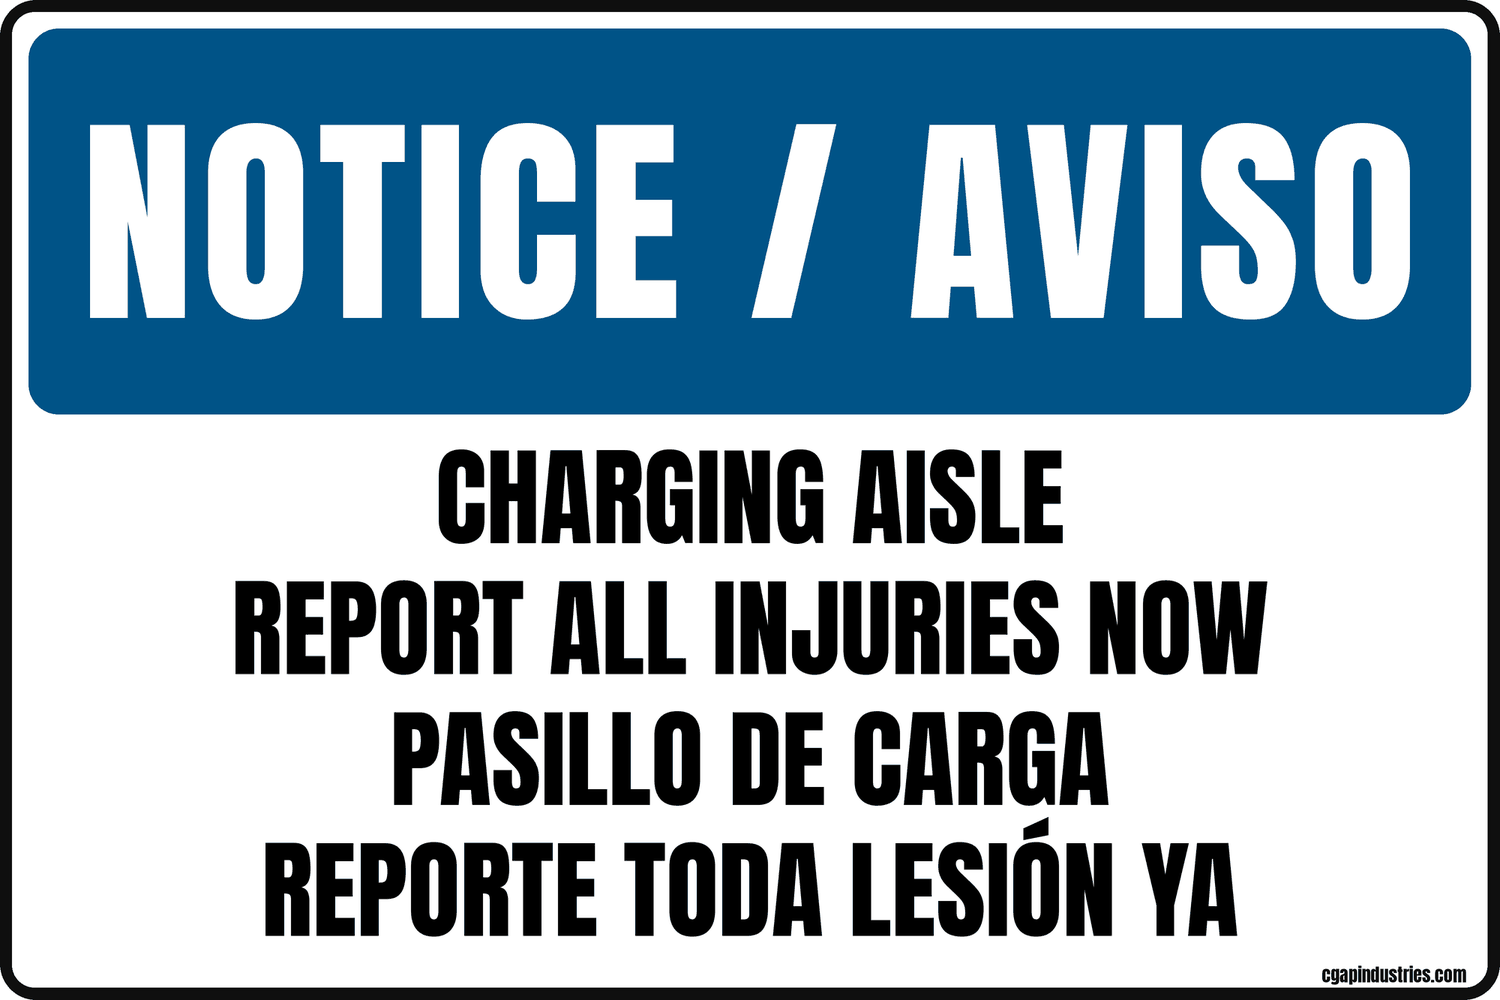 NOTICE / AVISO
CHARGING AISLE
REPORT ALL INJURIES NOW
PASILLO DE CARGA
REPORTE TODA LESIÓN YA
cgapindustries.com